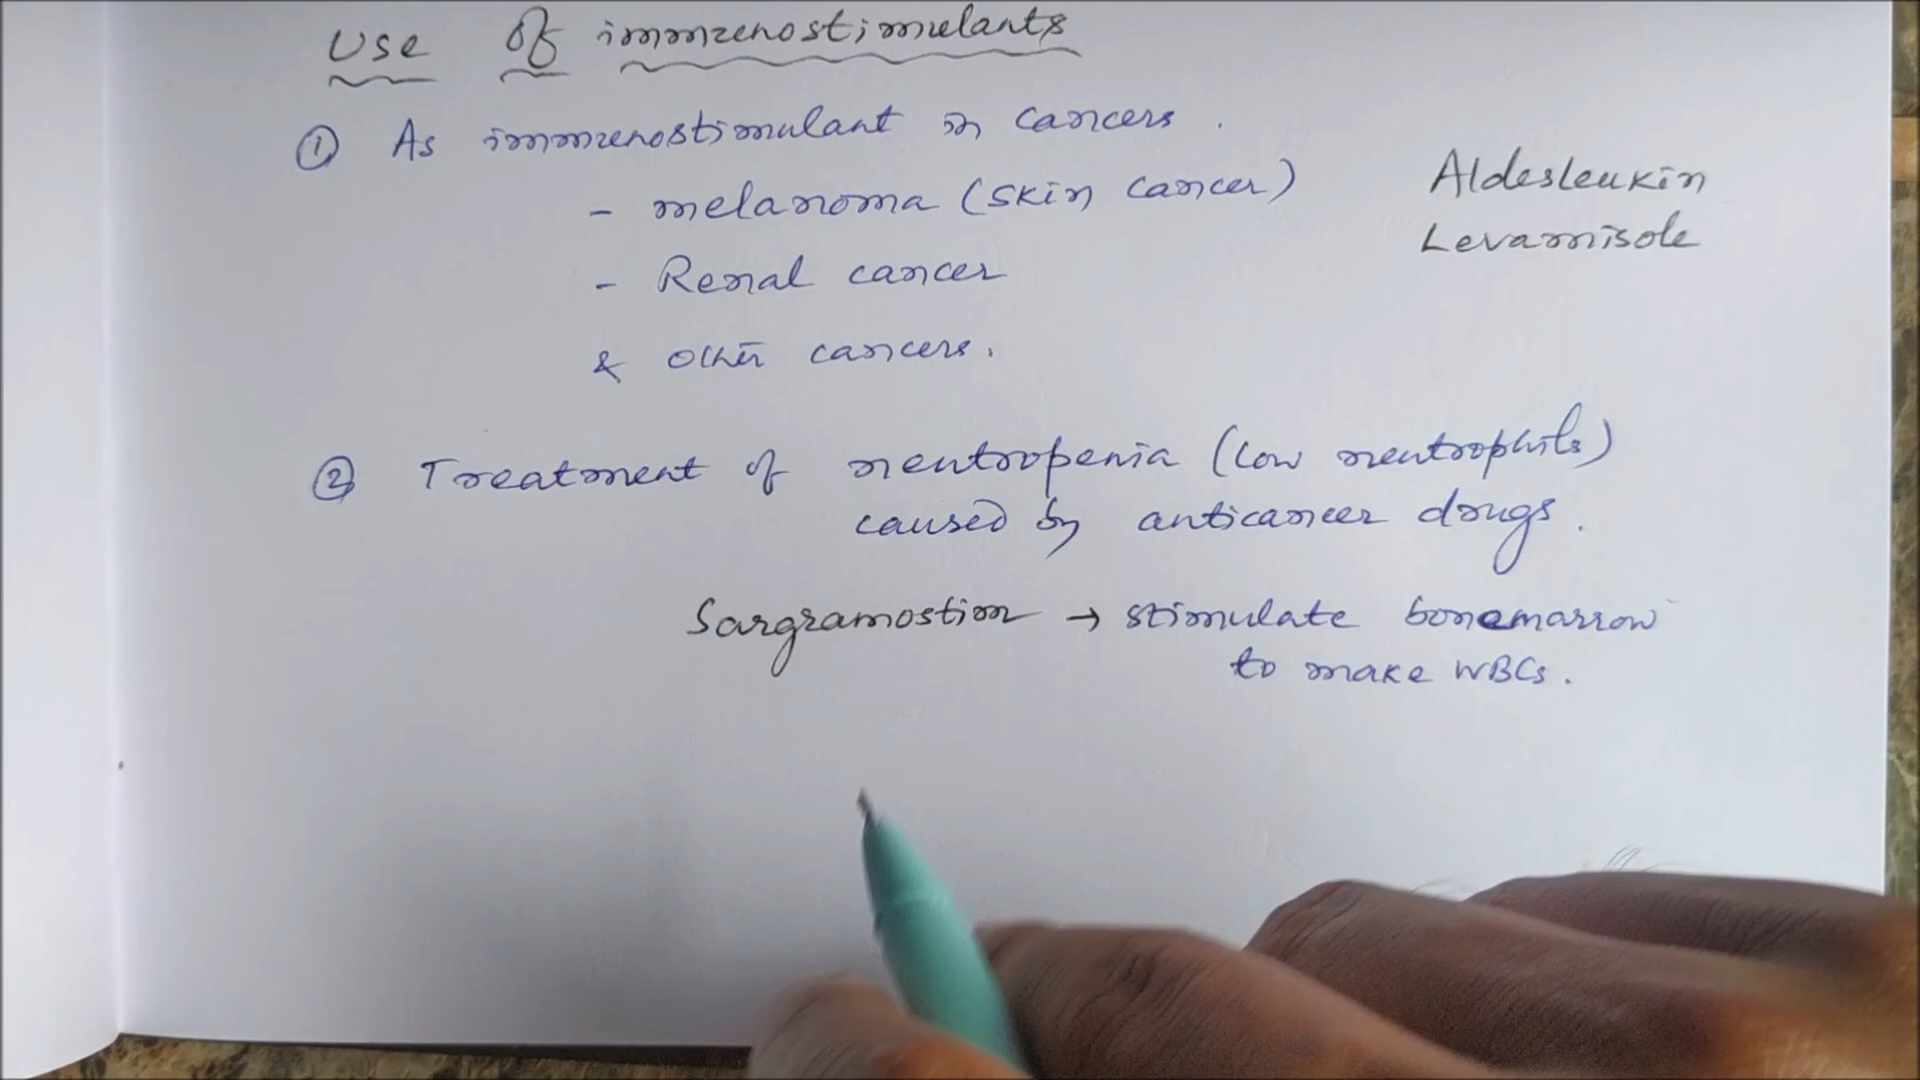 Use Of immunostimulants
① As immunostimulant in cancers.
- melanoma (skin cancer)
Aldesleukin
Levamisole
- Renal cancer
& other cancers.
② Treatment of neutropenia (low neutrophils)
caused by anticancer drugs.
Sargramostim → stimulate bonemarrow
to make WBCs.